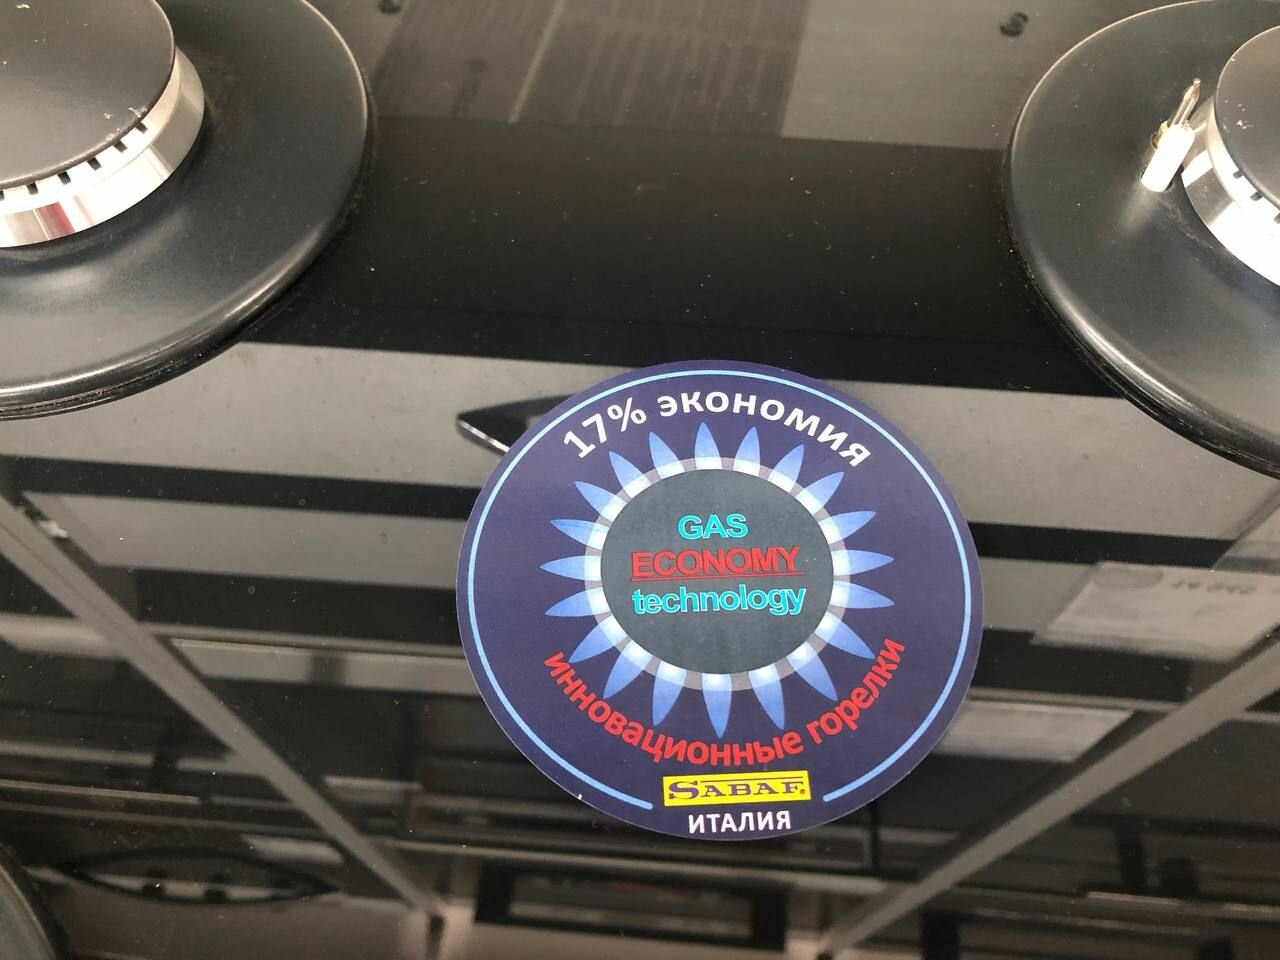 17% экономия
GAS
ECONOMY
technology
инновационные горелки
SABAF
ИТАЛИЯ